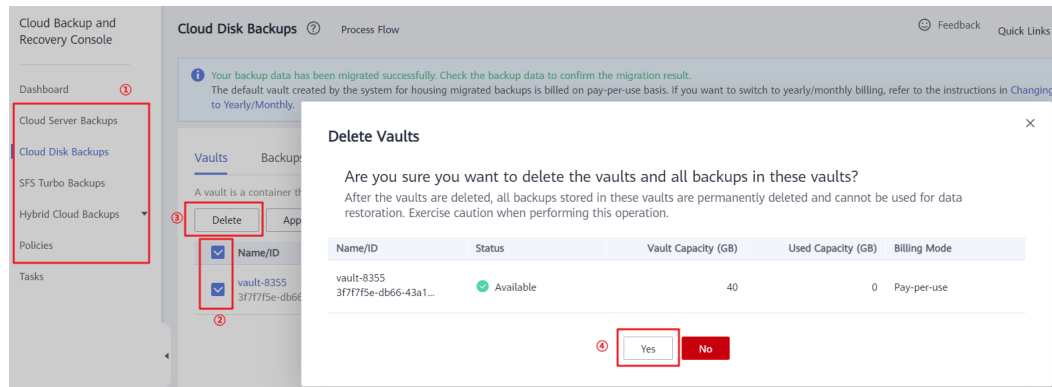 Cloud Backup and
Recovery Console
Dashboard
①
Cloud Server Backups
Cloud Disk Backups
SFS Turbo Backups
Hybrid Cloud Backups
Policies
Tasks
Cloud Disk Backups
Process Flow
Feedback
Quick Links
Your backup data has been migrated successfully. Check the backup data to confirm the migration result.
The default vault created by the system for housing migrated backups is billed on pay-per-use basis. If you want to switch to yearly/monthly billing, refer to the instructions in Changing
to Yearly/Monthly.
Vaults
Backup
A vault is a container th
③
Delete
App
Name/ID
vault-8355
3f7f7f5e-db66
②
Delete Vaults
Are you sure you want to delete the vaults and all backups in these vaults?
After the vaults are deleted, all backups stored in these vaults are permanently deleted and cannot be used for data
restoration. Exercise caution when performing this operation.
Name/ID Status Vault Capacity (GB) Used Capacity (GB) Billing Mode
vault-8355
3f7f7f5e-db66-43a1... Available 40 0 Pay-per-use
④
Yes
No